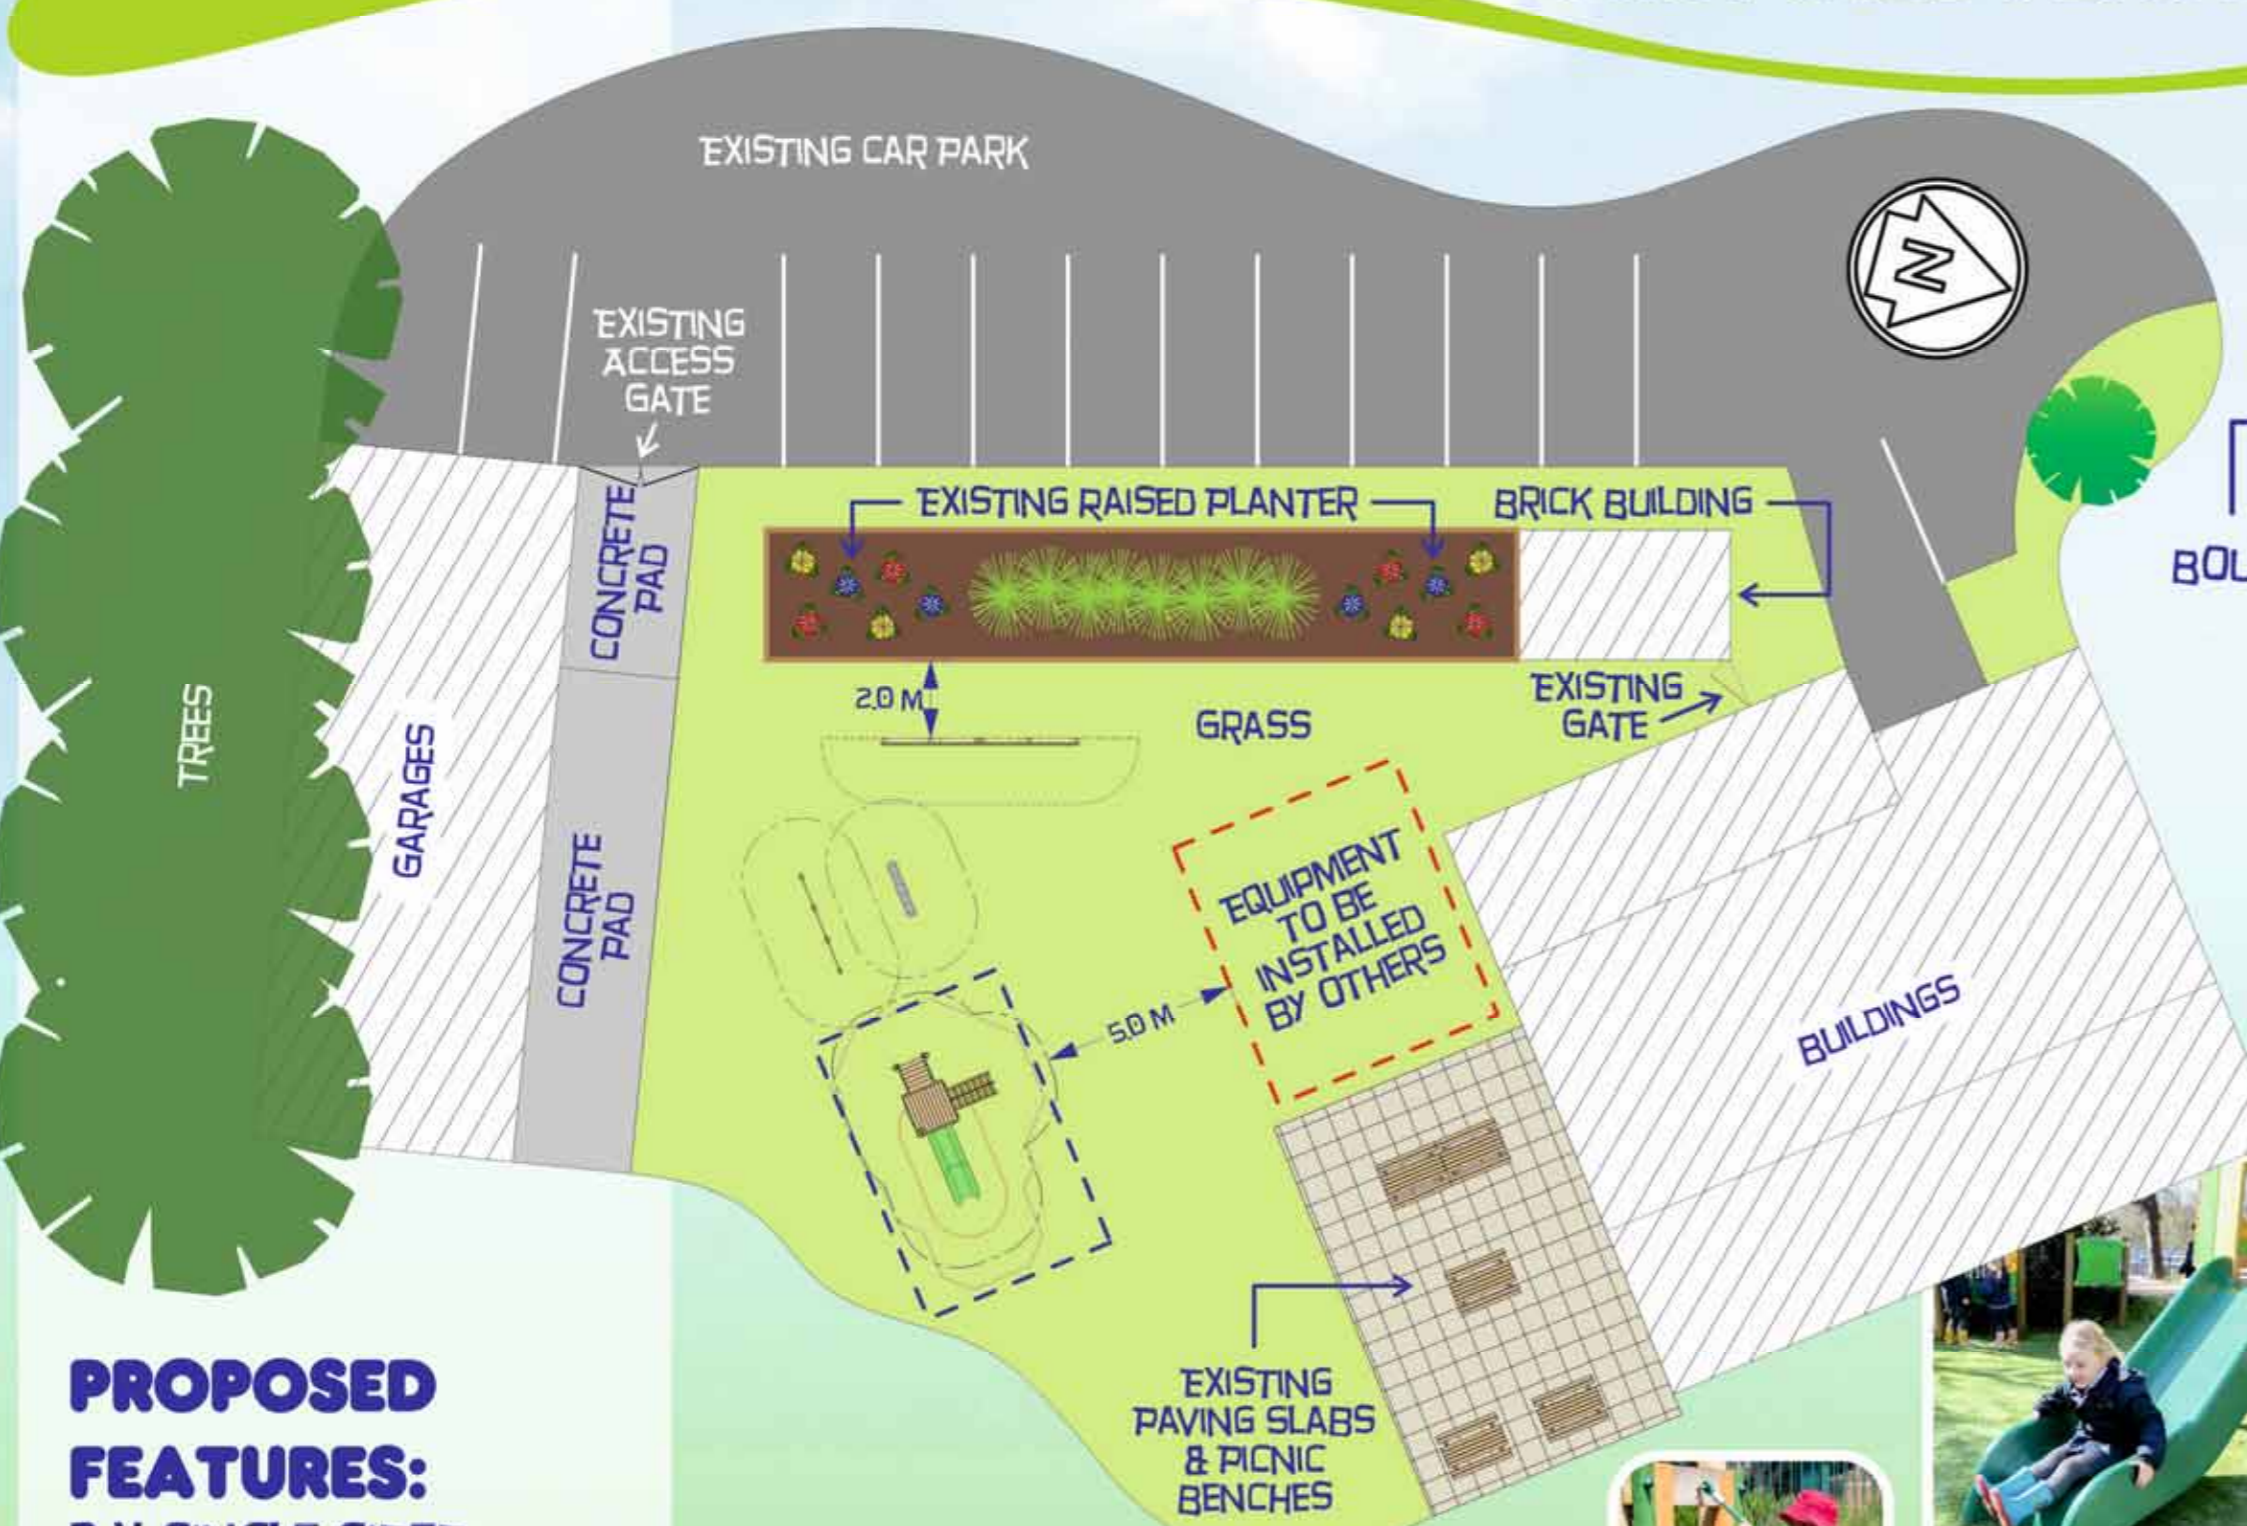 EXISTING CAR PARK
N
EXISTING
ACCESS
GATE
EXISTING RAISED PLANTER
BRICK BUILDING
CONCRETE
PAD
2.0 M
GRASS
EXISTING
GATE
TREES
GARAGES
CONCRETE
PAD
EQUIPMENT
TO BE
INSTALLED
BY OTHERS
5.0 M
BUILDINGS
EXISTING
PAVING SLABS
& PICNIC
BENCHES
PROPOSED
FEATURES: